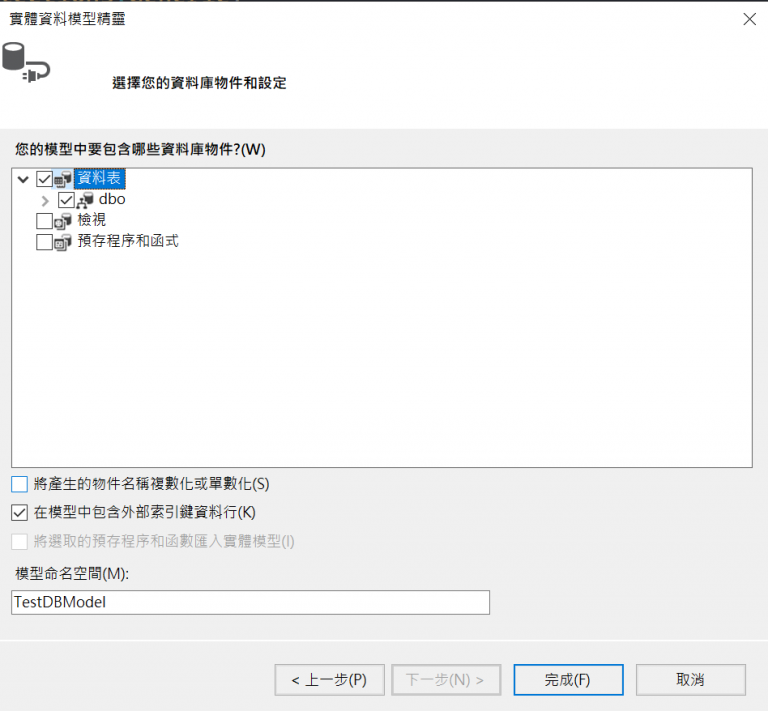 實體資料模型精靈
選擇您的資料庫物件和設定
您的模型中要包含哪些資料庫物件?(W)
資料表
dbo
檢視
預存程序和函式
將產生的物件名稱複數化或單數化(S)
在模型中包含外部索引鍵資料行(K)
將選取的預存程序和函數匯入實體模型(I)
模型命名空間(M):
TestDBModel
< 上一步(P) 下一步(N) > 完成(F) 取消